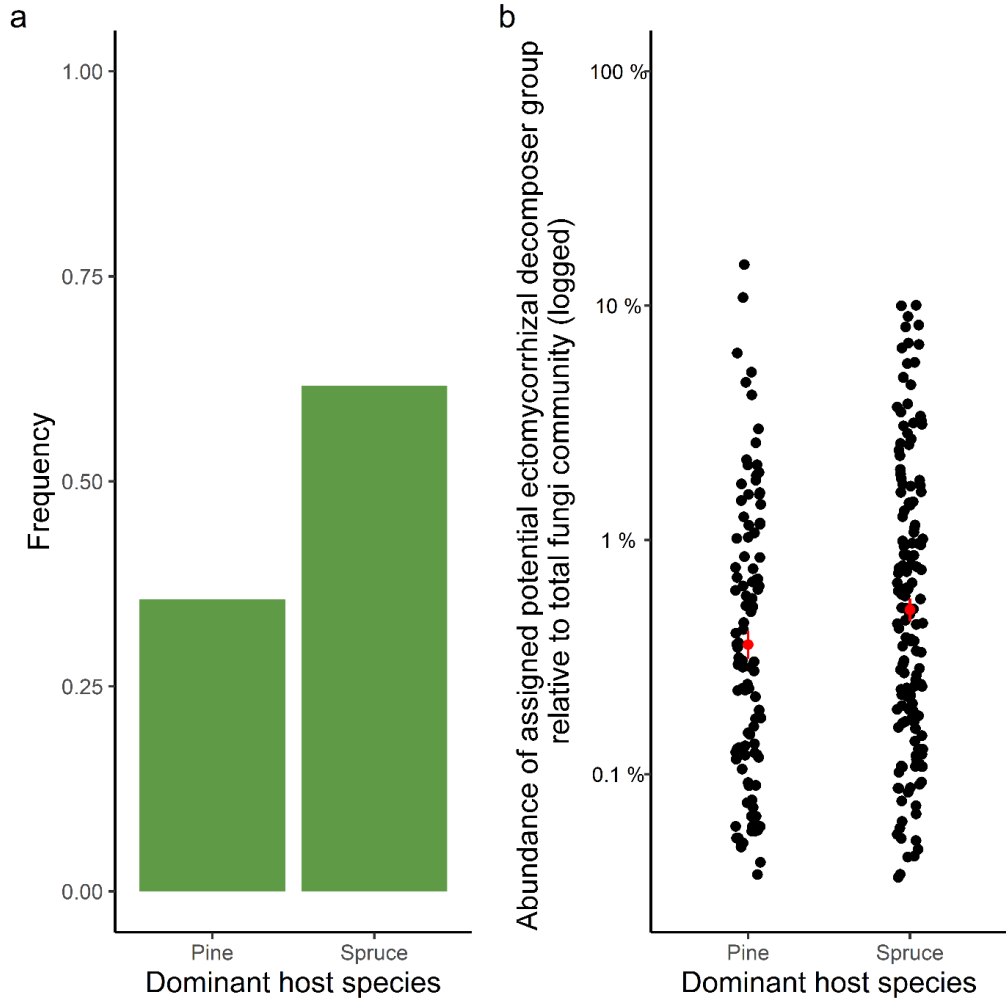 a
Frequency
1.00
0.75
0.50
0.25
0.00
Pine
Spruce
Dominant host species
b
Abundance of assigned potential ectomycorrhizal decomposer group
relative to total fungi community (logged)
100 %
10 %
1 %
0.1 %
Pine
Spruce
Dominant host species